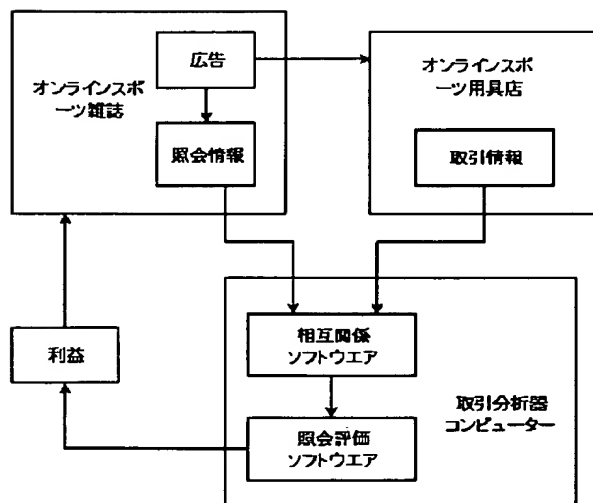 広告
オンラインスポ
ーツ雑誌
照会情報
オンラインスポ
ーツ用具店
取引情報
相互関係
ソフトウエア
利益
取引分析器
コンピューター
照会評価
ソフトウエア